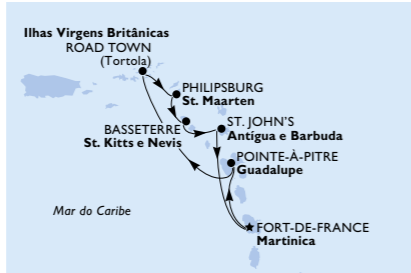 Ilhas Virgens Britânicas
ROAD TOWN
(Tortola)
PHILIPSBURG
St. Maarten
BASSETERRE
St. Kitts e Nevis
ST. JOHN'S
Antígua e Barbuda
POINTE-À-PITRE
Guadalupe
Mar do Caribe
FORT-DE-FRANCE
Martinica